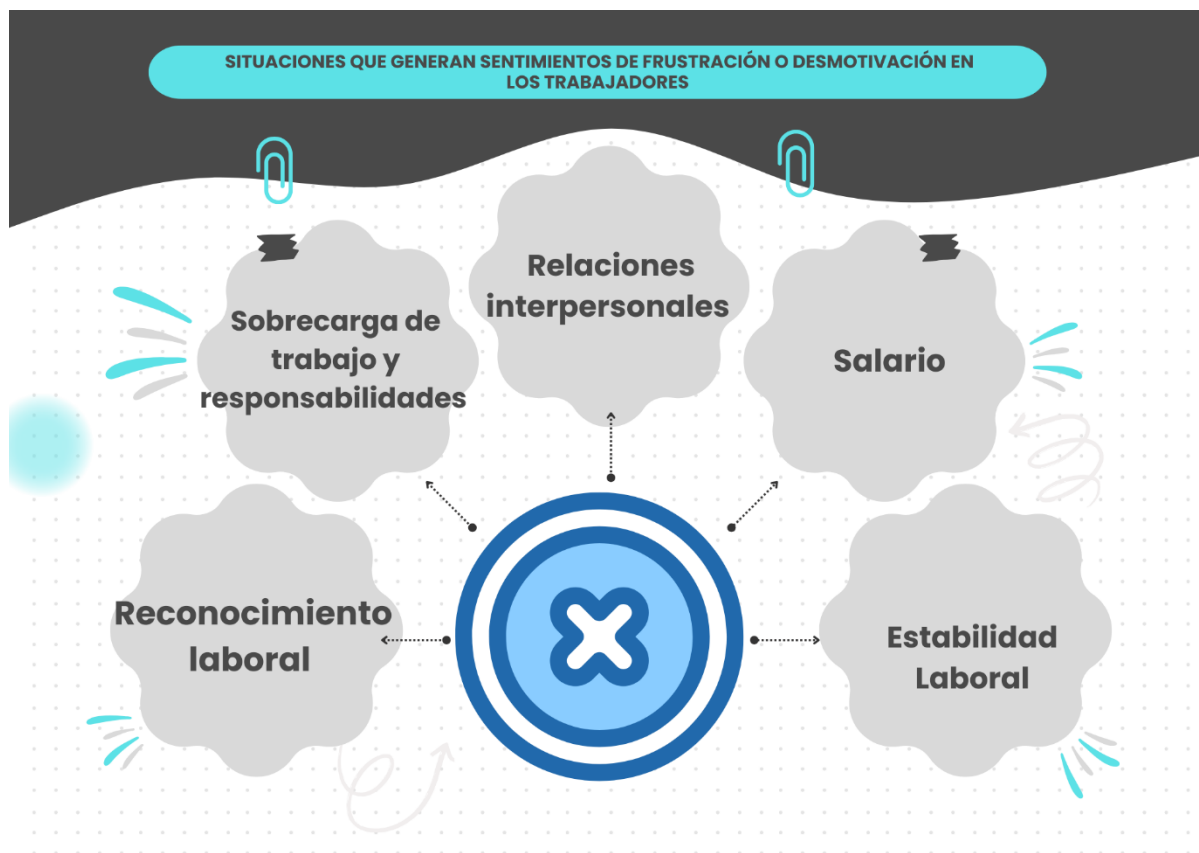 SITUACIONES QUE GENERAN SENTIMIENTOS DE FRUSTRACIÓN O DESMOTIVACIÓN EN
LOS TRABAJADORES
Relaciones
interpersonales
Sobrecarga de
trabajo y
responsabilidades
Salario
Reconocimiento
laboral
Estabilidad
Laboral